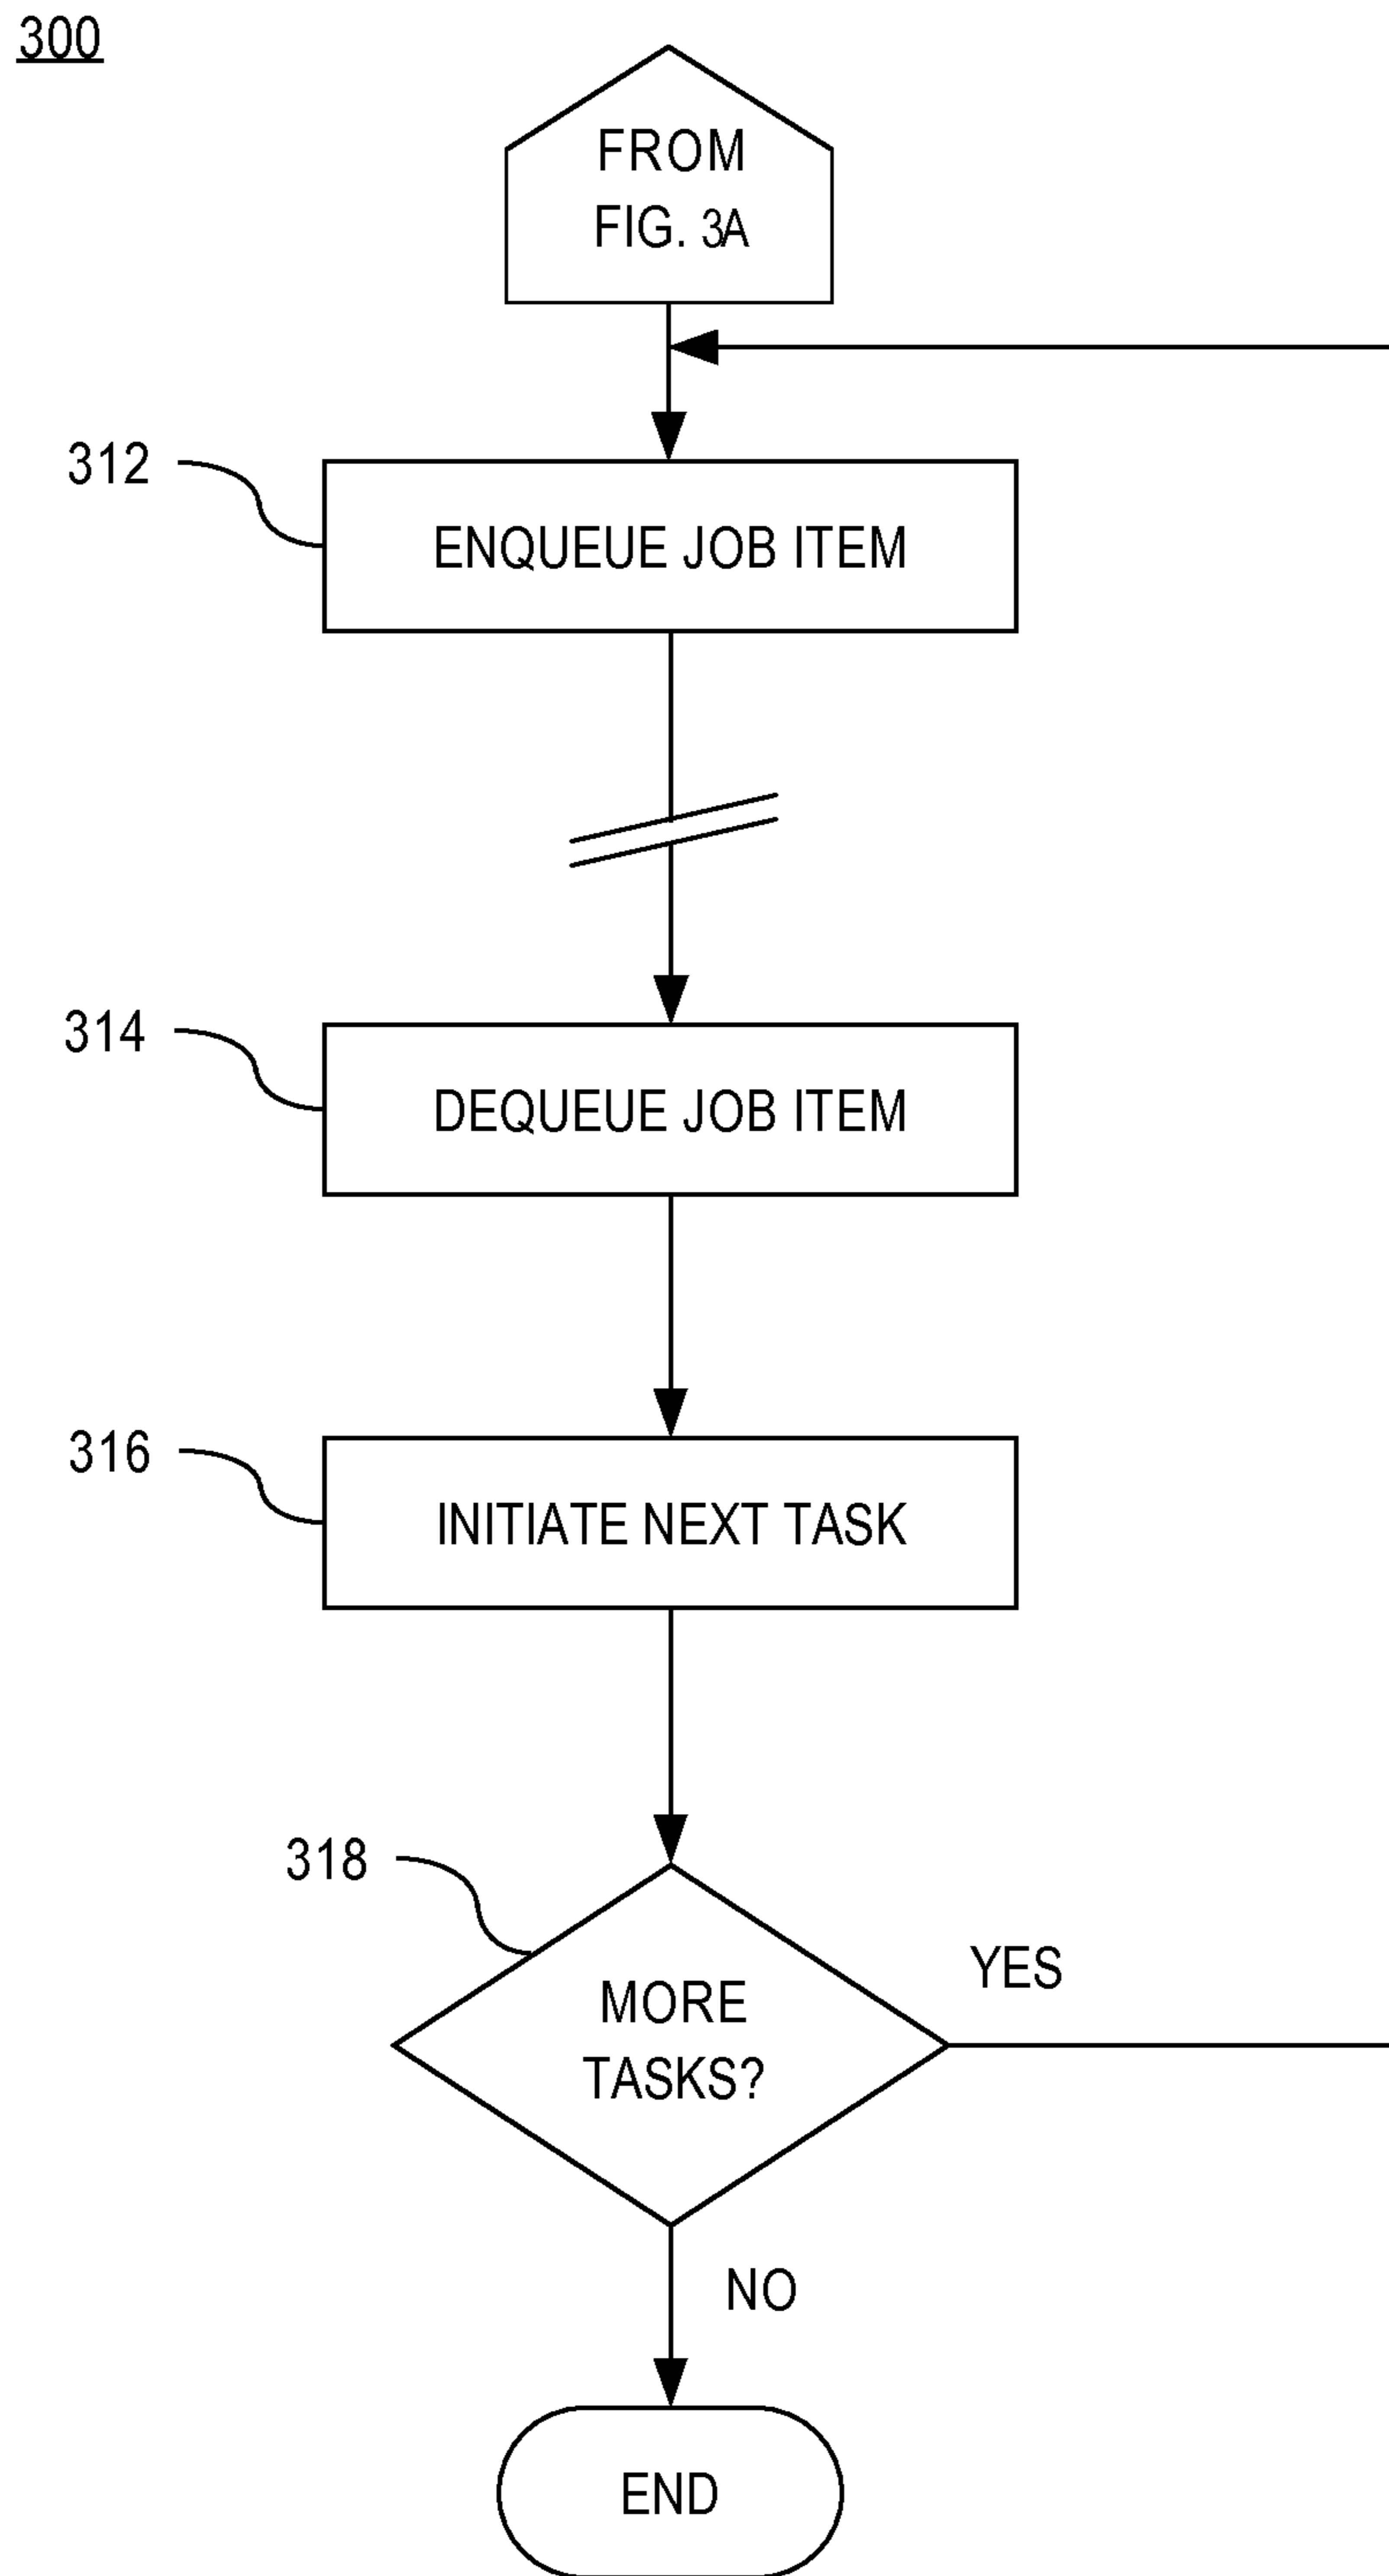 300
FROM
FIG. 3A
312
ENQUEUE JOB ITEM
314
DEQUEUE JOB ITEM
316
INITIATE NEXT TASK
318
MORE
TASKS?
YES
NO
END